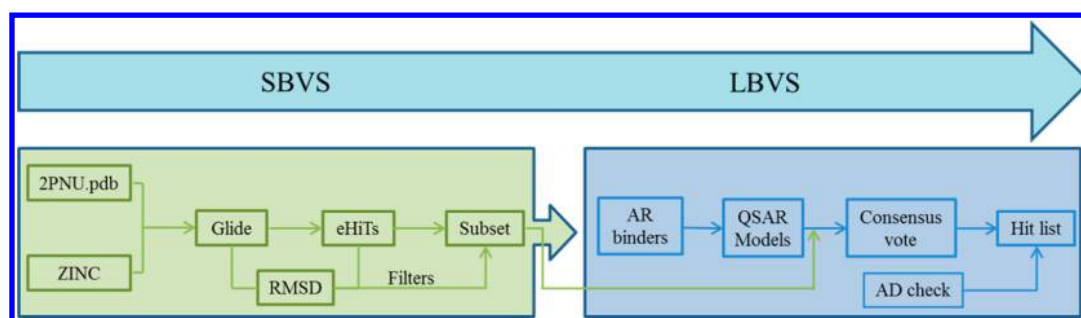 SBVS
LBVS
2PNU.pdb
ZINC
Glide
eHiTs
Subset
RMSD
Filters
AR
binders
QSAR
Models
Consensus
vote
Hit list
AD check